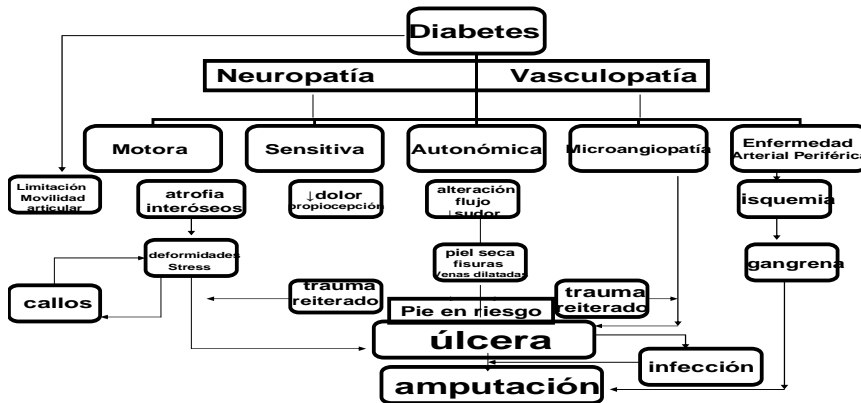 Diabetes
Neuropatía
Vasculopatía
Motora
Sensitiva
Autonómica
Microangiopatía
Enfermedad
Arterial Periférica
Limitación
Movilidad
articular
atrofia
interóseos
↓dolor
propiocepción
alteración
flujo
↓sudor
isquemia
deformidades
Stress
piel seca
fisuras
Venas dilatadas
gangrena
callos
trauma
reiterado
trauma
reiterado
Pie en riesgo
úlcera
infección
amputación